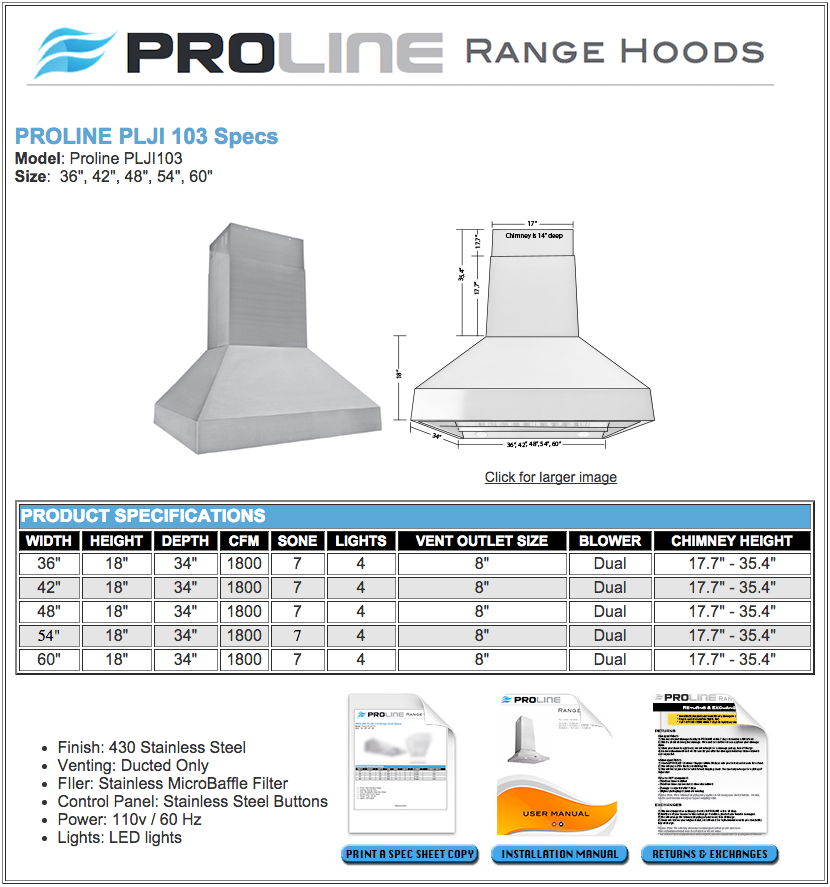 PROLINE RANGE HOODS
PROLINE PLJI 103 Specs
Model: Proline PLJI103
Size: 36", 42", 48", 54", 60"
17"
Chimney is 14" deep
17.7"
35.4"
17.7"
18"
34"
36", 42", 48", 54", 60"
Click for larger image
PRODUCT SPECIFICATIONS
WIDTH HEIGHT DEPTH CFM SONE LIGHTS VENT OUTLET SIZE BLOWER CHIMNEY HEIGHT
36" 18" 34" 1800 7 4 8" Dual 17.7" - 35.4"
42" 18" 34" 1800 7 4 8" Dual 17.7" - 35.4"
48" 18" 34" 1800 7 4 8" Dual 17.7" - 35.4"
54" 18" 34" 1800 7 4 8" Dual 17.7" - 35.4"
60" 18" 34" 1800 7 4 8" Dual 17.7" - 35.4"
Finish: 430 Stainless Steel
Venting: Ducted Only
FIler: Stainless MicroBaffle Filter
Control Panel: Stainless Steel Buttons
Power: 110v / 60 Hz
Lights: LED lights
PROLINE RANGE
PRINT A SPEC SHEET COPY
PROLINE
RANGE
USER MANUAL
INSTALLATION MANUAL
PROLINE RAN
RETURNS
EXCHANGES
RETURNS & EXCHANGES